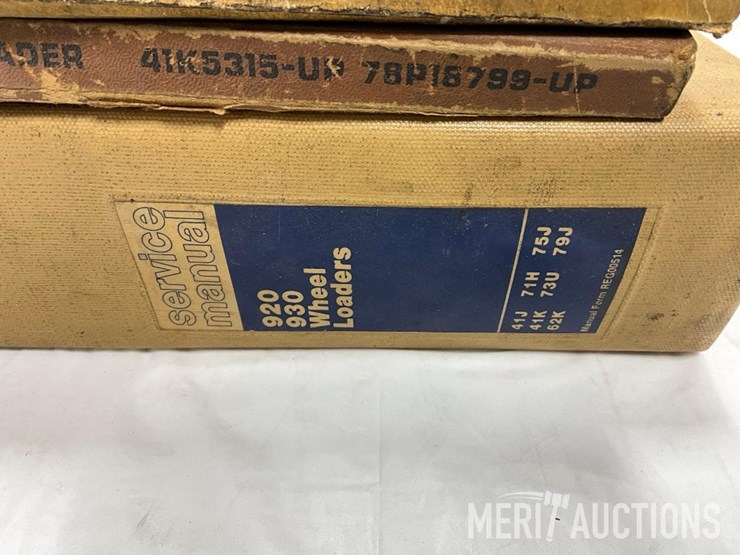 ADER 41K5315-UP 78P18799-UP
service
manual
920
930
Wheel
Loaders
41J 71H 75J
41K 73U 79J
62K
Manual Form REG00514
MERIT AUCTIONS